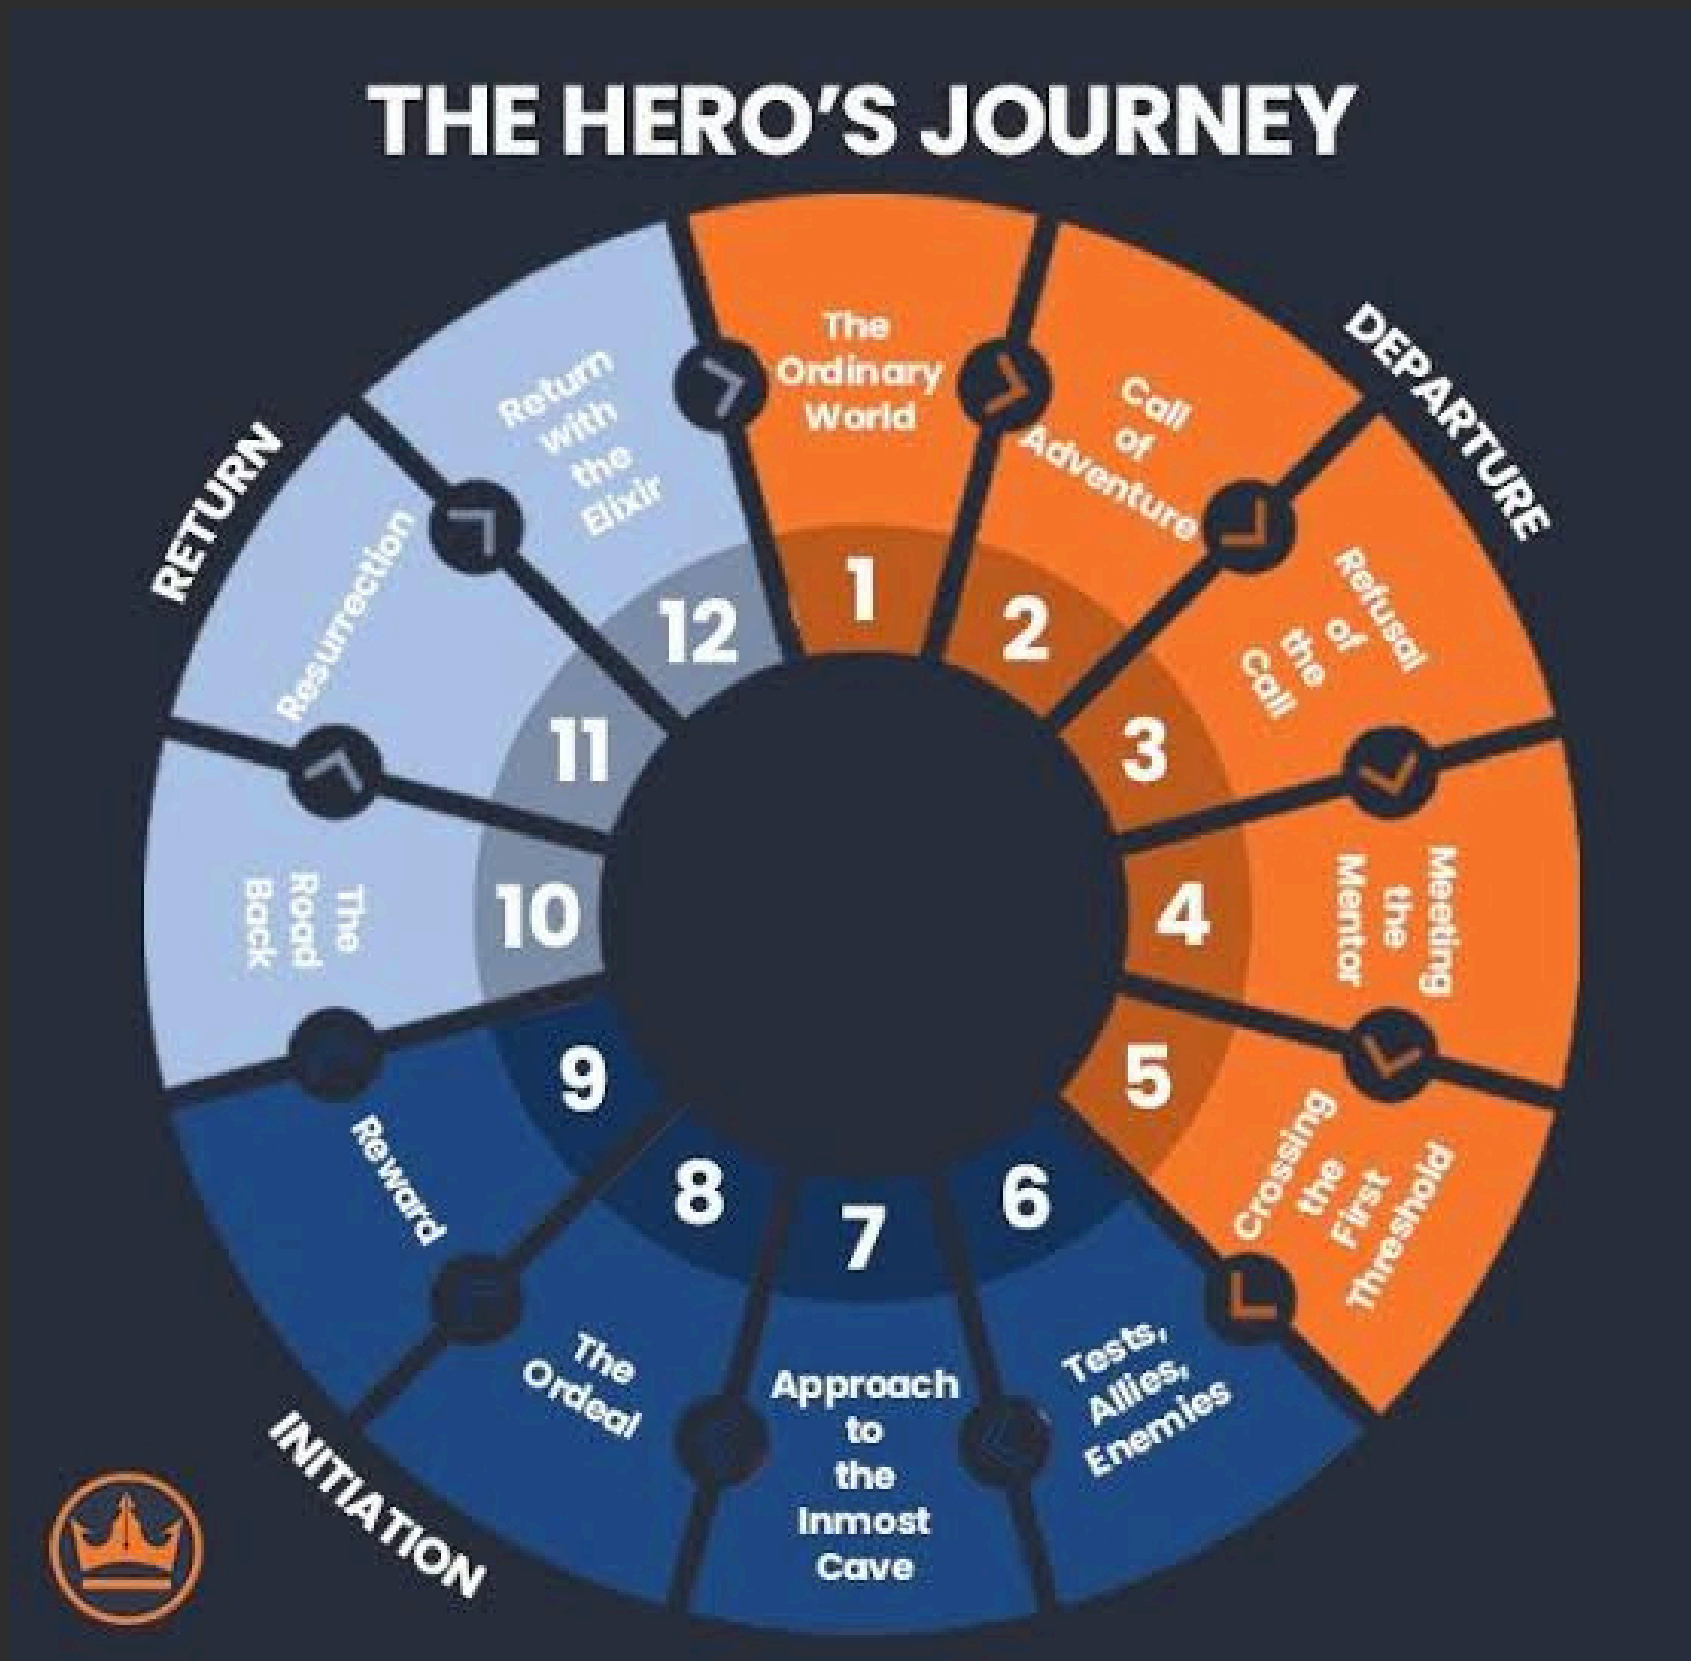 THE HERO'S JOURNEY
DEPARTURE
The
Ordinary
World
1
Call
of
Adventure
2
Refusal
of
the
Call
3
Meeting
the
Mentor
4
Crossing
the
First
Threshold
5
INITIATION
Tests,
Allies,
Enemies
6
Approach
to
the
Inmost
Cave
7
The
Ordeal
8
Reward
9
RETURN
The
Road
Back
10
Resurrection
11
Return
with
the
Elixir
12